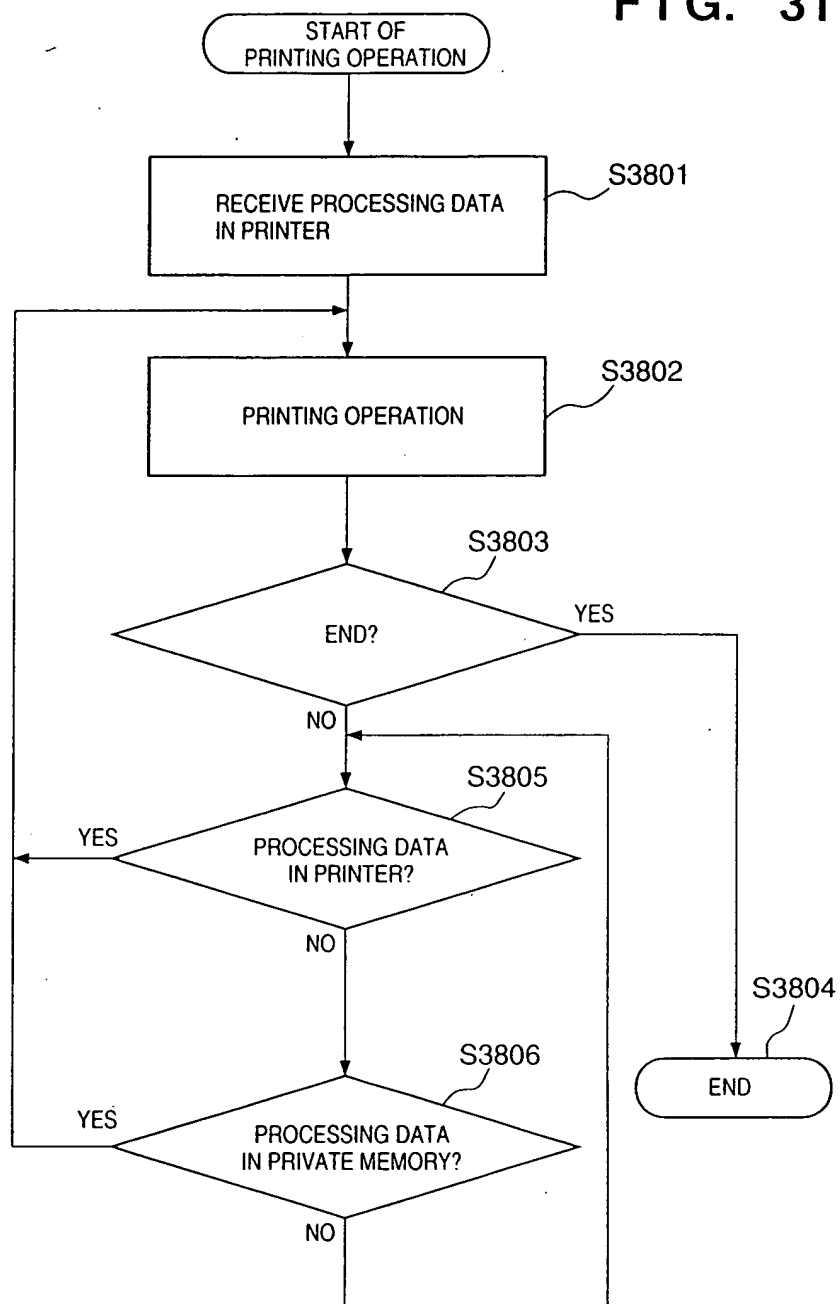 FIG. 31
START OF
PRINTING OPERATION
S3801
RECEIVE PROCESSING DATA
IN PRINTER
S3802
PRINTING OPERATION
S3803
END?
YES
NO
S3805
YES
PROCESSING DATA
IN PRINTER?
NO
S3804
END
S3806
YES
PROCESSING DATA
IN PRIVATE MEMORY?
NO